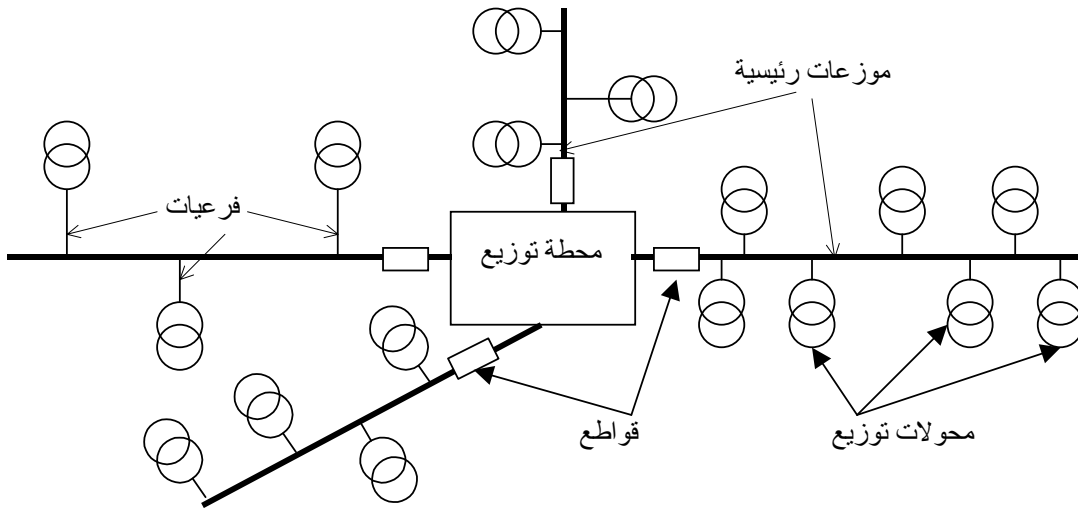 موزعات رئيسية
فرعيات
محطة توزيع
قواطع
محولات توزيع